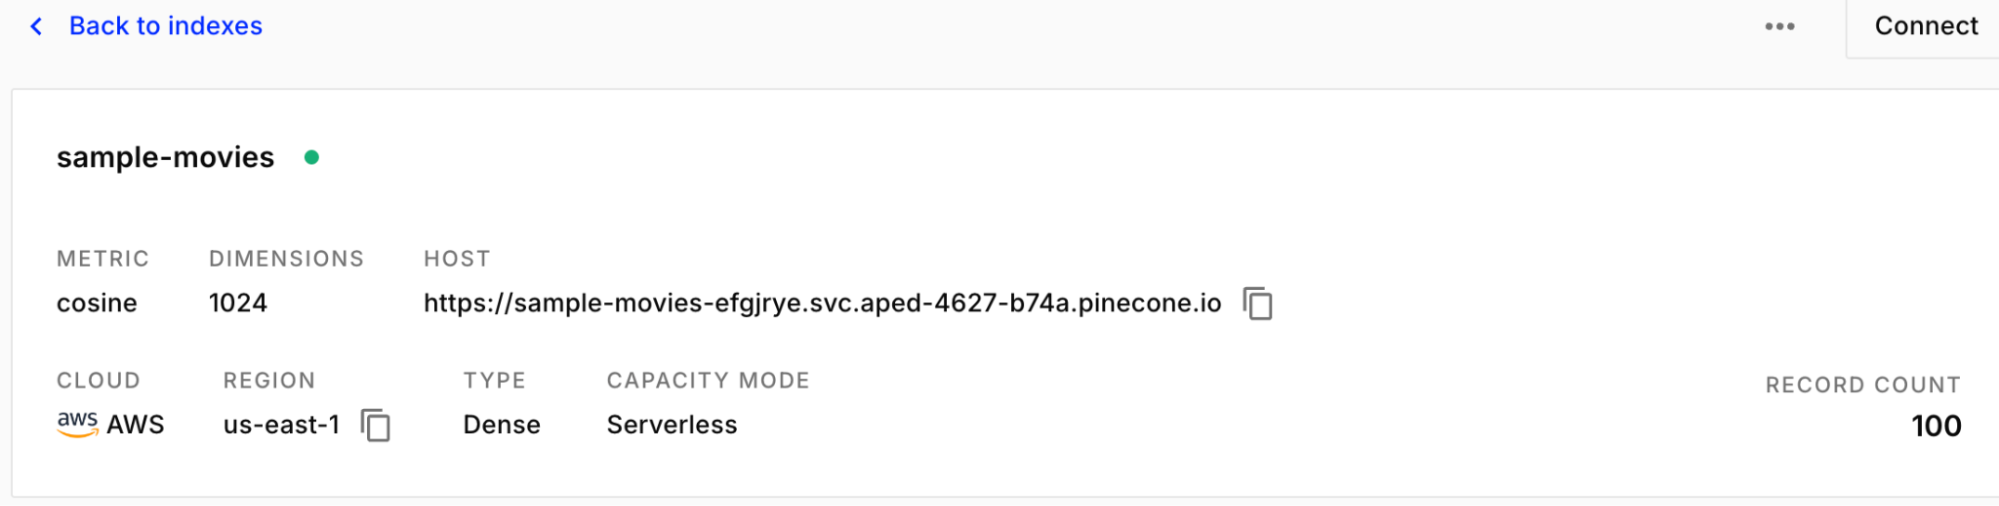 Back to indexes
Connect
sample-movies
METRIC DIMENSIONS HOST
cosine 1024 https://sample-movies-efgjrye.svc.aped-4627-b74a.pinecone.io
CLOUD REGION TYPE CAPACITY MODE RECORD COUNT
aws AWS us-east-1 Dense Serverless 100